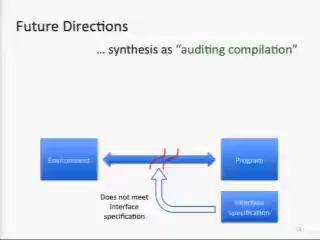 Future Directions
... synthesis as "auditing compilation"
Environment
Program
Does not meet
interface
specification
Interface
specification